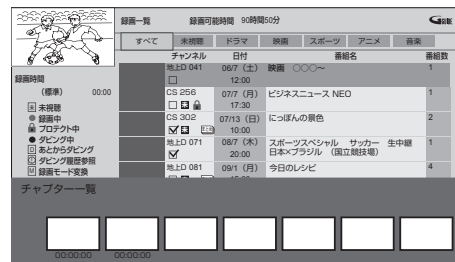 録画一覧 録画可能時間 90時間50分
すべて 未視聴 ドラマ 映画 スポーツ アニメ 音楽
チャンネル 日付 番組名 番組数
地上D 041 06/7（土） 映画 ○○○〜 1
12:00
CS 256 07/7（月） ビジネスニュース NEO 1
17:30
CS 302 07/13（日） にっぽんの景色 2
10:00
地上D 071 08/7（木） スポーツスペシャル サッカー 生中継 1
20:00 日本×ブラジル （国立競技場）
地上D 081 09/1（月） 今日のレシピ 4
録画時間
（標準） 00:00
未視聴
録画中
プロテクト中
ダビング中
D あとからダビング
ダビング履歴参照
M 録画モード変換
チャプター一覧
00:00:00 00:00:00